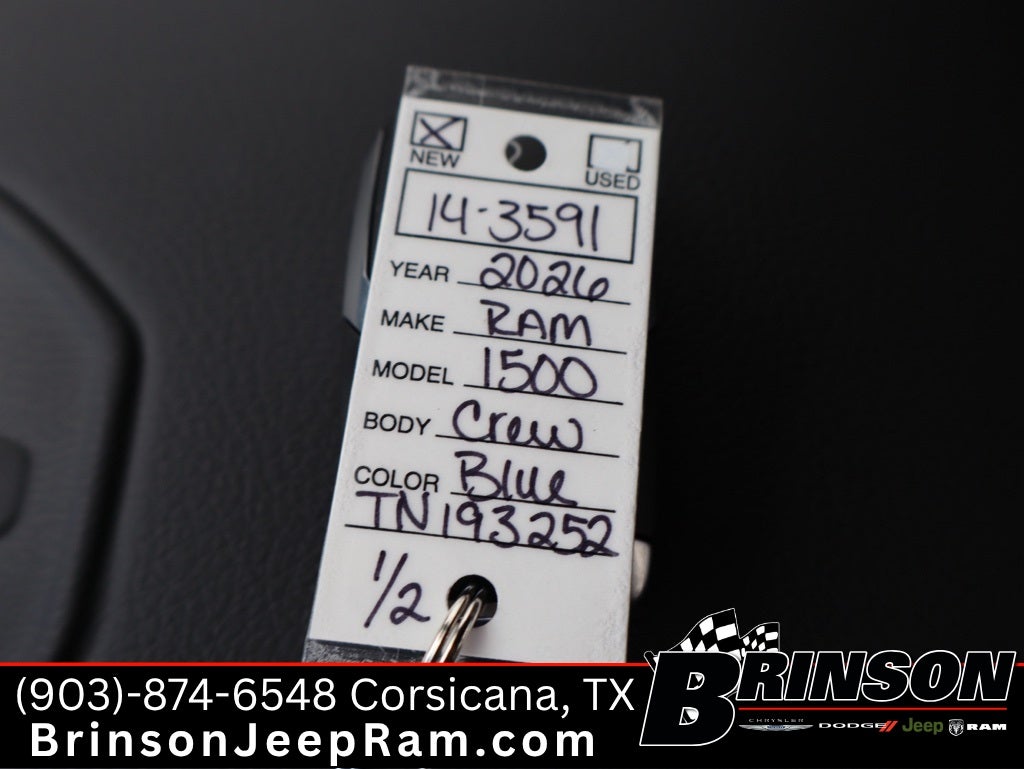 NEW
USED
14-3591
YEAR 2026
MAKE RAM
MODEL 1500
BODY Crew
COLOR Blue
TN193252
1/2
(903)-874-6548 Corsicana, TX
BrinsonJeepRam.com
BRINSON
CHRYSLER DODGE// Jeep RAM